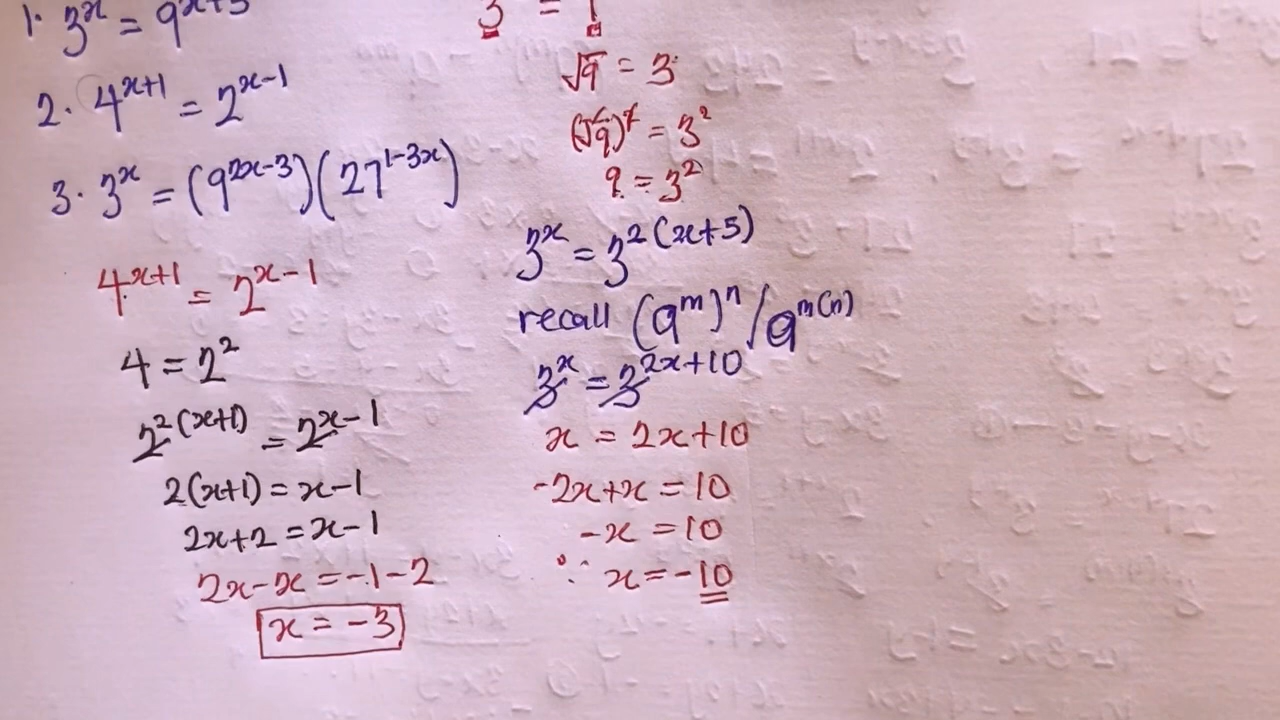 1. 3^x = 9^x+5
2. 4^x+1 = 2^x-1
3. 3^x = (9^2x-3)(27^1-3x)
4^x+1 = 2^x-1
4 = 2^2
2^2(x+1) = 2^x-1
2(x+1) = x-1
2x+2 = x-1
2x-x = -1-2
x = -3
√9 = 3
(√9)^2 = 3^2
9 = 3^2
3^x = 3^2(x+5)
recall (a^m)^n / a^m(n)
3^x = 3^2x+10
x = 2x+10
-2x+x = 10
-x = 10
∵ x = -10